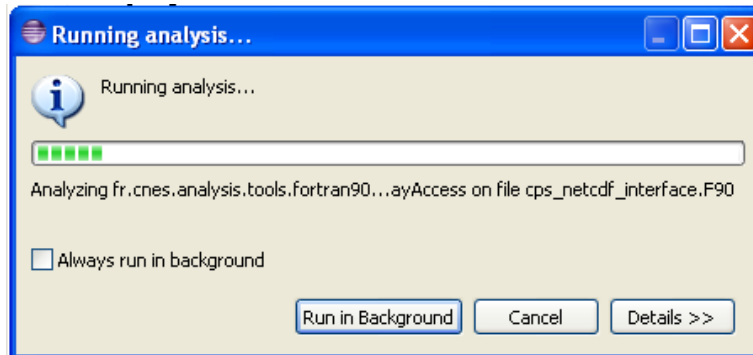 Running analysis...
Running analysis...
Analyzing fr.cnes.analysis.tools.fortran90...ayAccess on file cps_netcdf_interface.F90
Always run in background
Run in Background Cancel Details >>